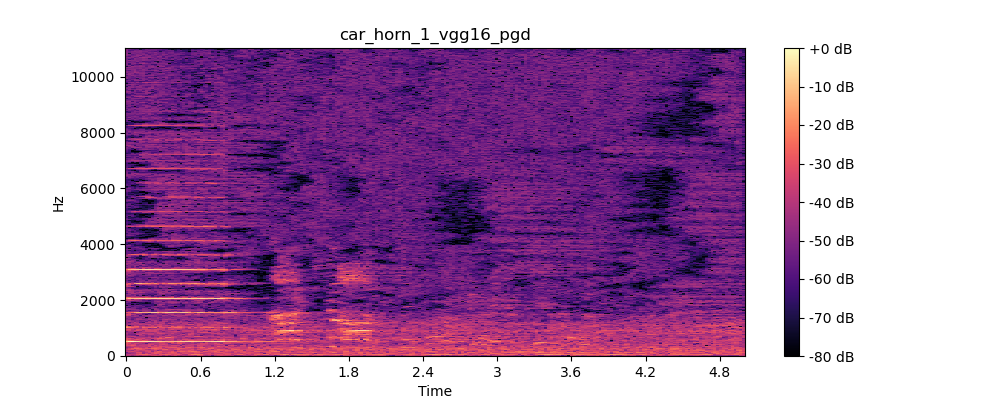 car_horn_1_vgg16_pgd
10000
8000
6000
4000
2000
0
Hz
0 0.6 1.2 1.8 2.4 3 3.6 4.2 4.8
Time
+0 dB
-10 dB
-20 dB
-30 dB
-40 dB
-50 dB
-60 dB
-70 dB
-80 dB